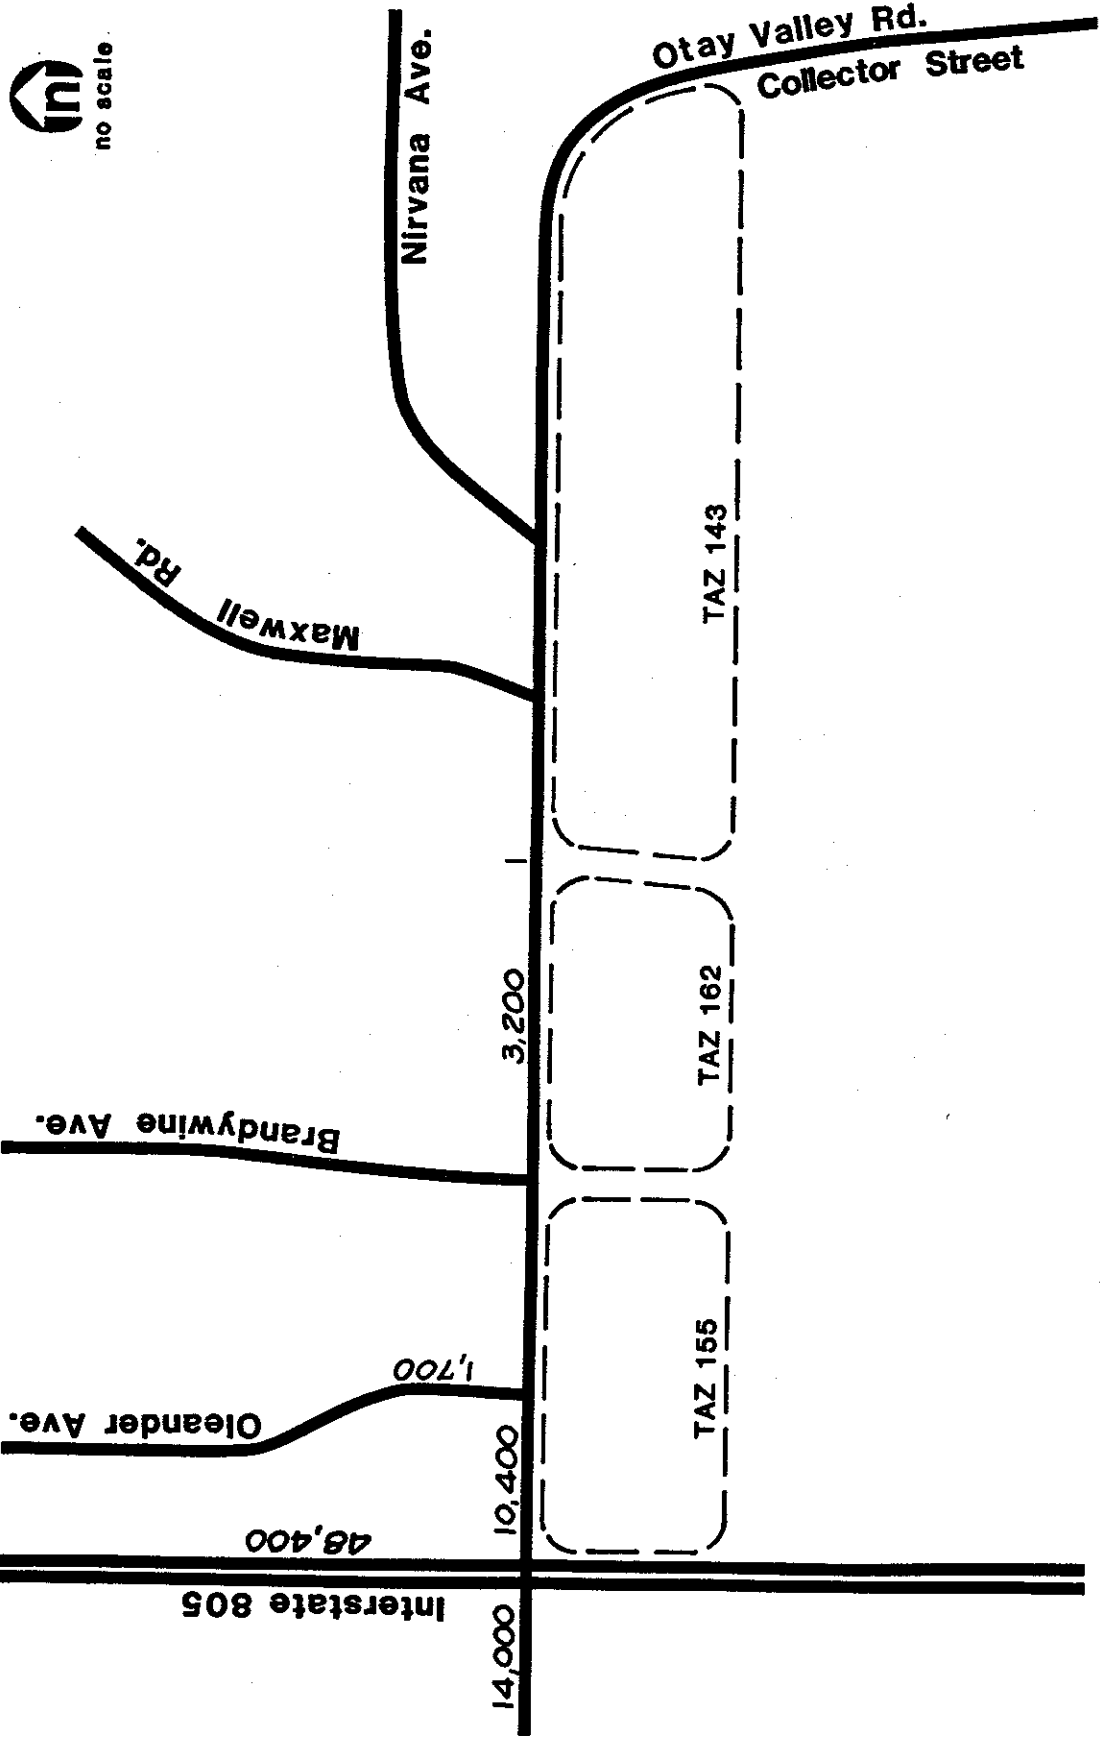 no scale
Nirvana Ave.
Otay Valley Rd.
Collector Street
Maxwell Rd.
TAZ 143
3,200
TAZ 162
Brandywine Ave.
1,700
Oleander Ave.
TAZ 155
10,400
48,400
Interstate 805
14,000